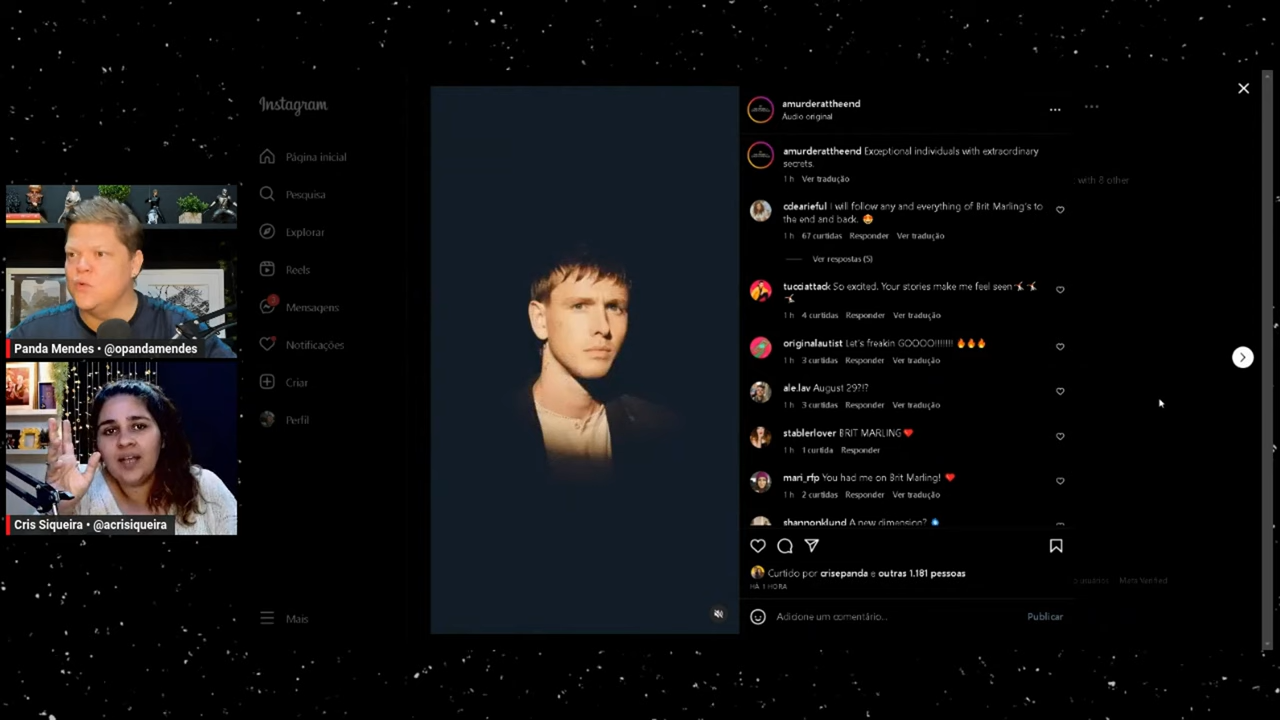 Instagram
Página inicial
Pesquisa
Explorar
Reels
Mensagens
Notificações
Criar
Perfil
Mais
Panda Mendes • @opandamendes
Cris Siqueira • @acrisiqueira
amurderattheend
Áudio original
amurderattheend Exceptional individuals with extraordinary
secrets.
1 h Ver tradução
cdearieful I will follow any and everything of Brit Marling's to
the end and back. 😍
1 h 67 curtidas Responder Ver tradução
Ver respostas (5)
tucciattack So excited. Your stories make me feel seen
1 h 4 curtidas Responder Ver tradução
originalautist Let's freakin GOOOO!!!!!!! 🔥🔥🔥
1 h 3 curtidas Responder Ver tradução
ale.lav August 29?!?
1 h 3 curtidas Responder Ver tradução
stablerlover BRIT MARLING❤️
1 h 1 curtida Responder
mari_rfp You had me on Brit Marling! ❤️
1 h 2 curtidas Responder Ver tradução
shannonklund A new dimension?
Curtido por crisepanda e outras 1.181 pessoas
HÁ 1 HORA
Adicione um comentário...
Publicar
with 8 other